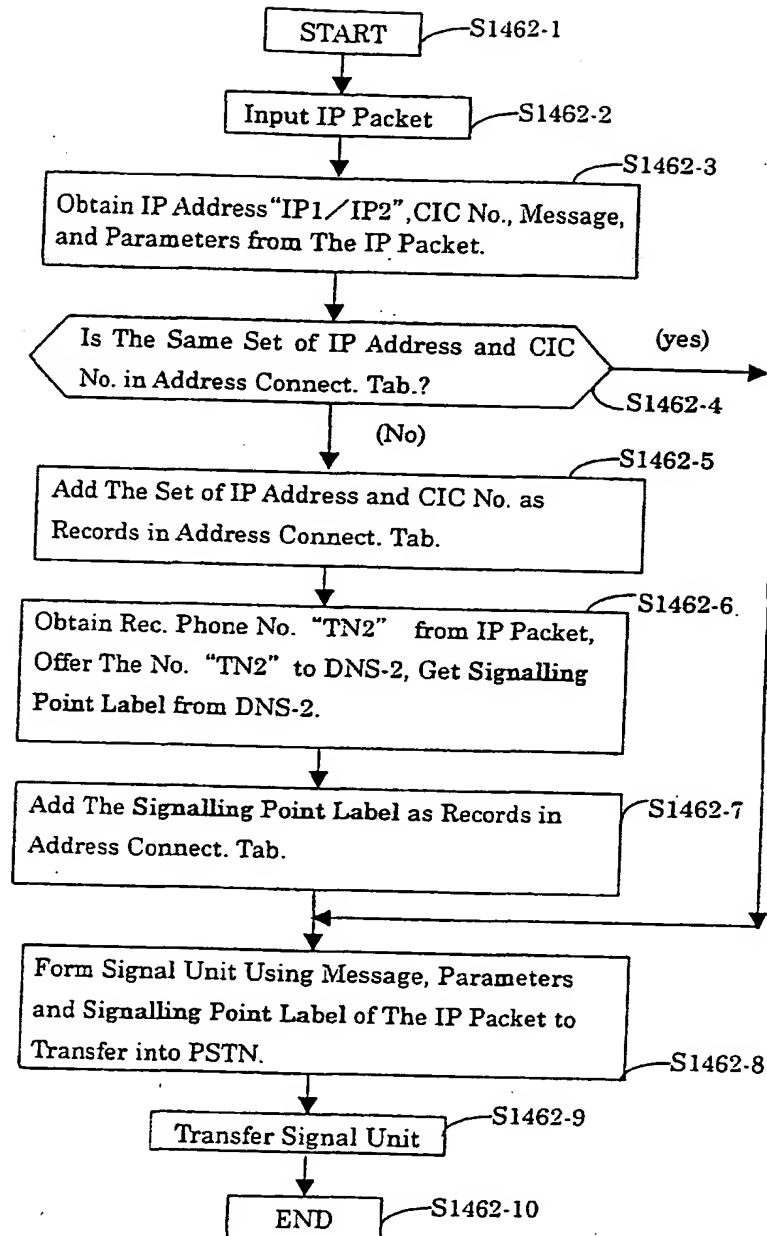 START
S1462-1
Input IP Packet
S1462-2
S1462-3
Obtain IP Address "IP1/IP2", CIC No., Message,
and Parameters from The IP Packet.
Is The Same Set of IP Address and CIC
No. in Address Connect. Tab.?
(yes)
S1462-4
(No)
S1462-5
Add The Set of IP Address and CIC No. as
Records in Address Connect. Tab.
S1462-6
Obtain Rec. Phone No. "TN2" from IP Packet,
Offer The No. "TN2" to DNS-2, Get Signalling
Point Label from DNS-2.
Add The Signalling Point Label as Records in
Address Connect. Tab.
S1462-7
Form Signal Unit Using Message, Parameters
and Signalling Point Label of The IP Packet to
Transfer into PSTN.
S1462-8
S1462-9
Transfer Signal Unit
END
S1462-10